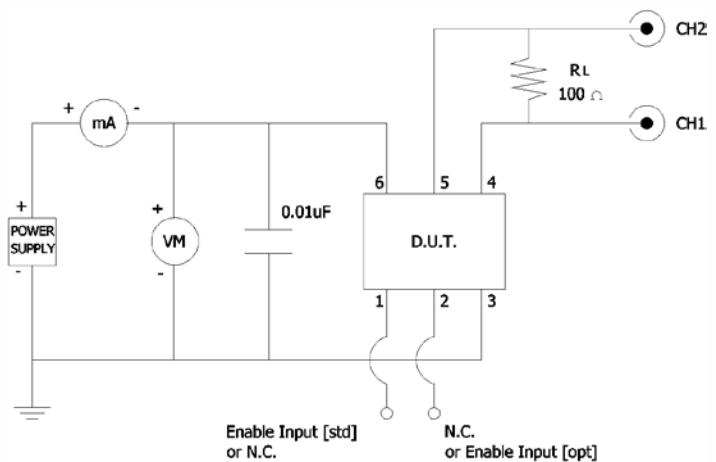 CH2
RL
100 Ω
CH1
+ mA -
6 5 4
+
POWER
SUPPLY
-
+
VM
-
0.01uF
D.U.T.
1 2 3
Enable Input [std]
or N.C.
N.C.
or Enable Input [opt]